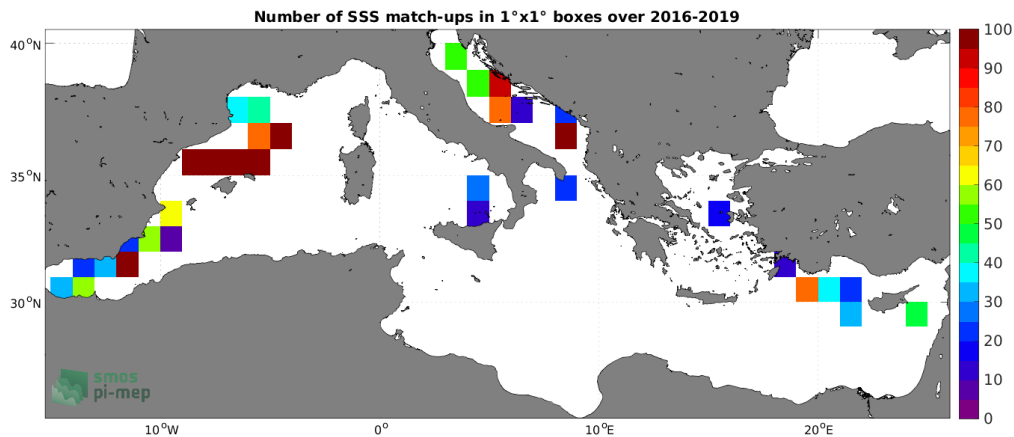 Number of SSS match-ups in 1°x1° boxes over 2016-2019
40°N
35°N
30°N
10°W
0°
10°E
20°E
100
90
80
70
60
50
40
30
20
10
0
smos
pi-mep